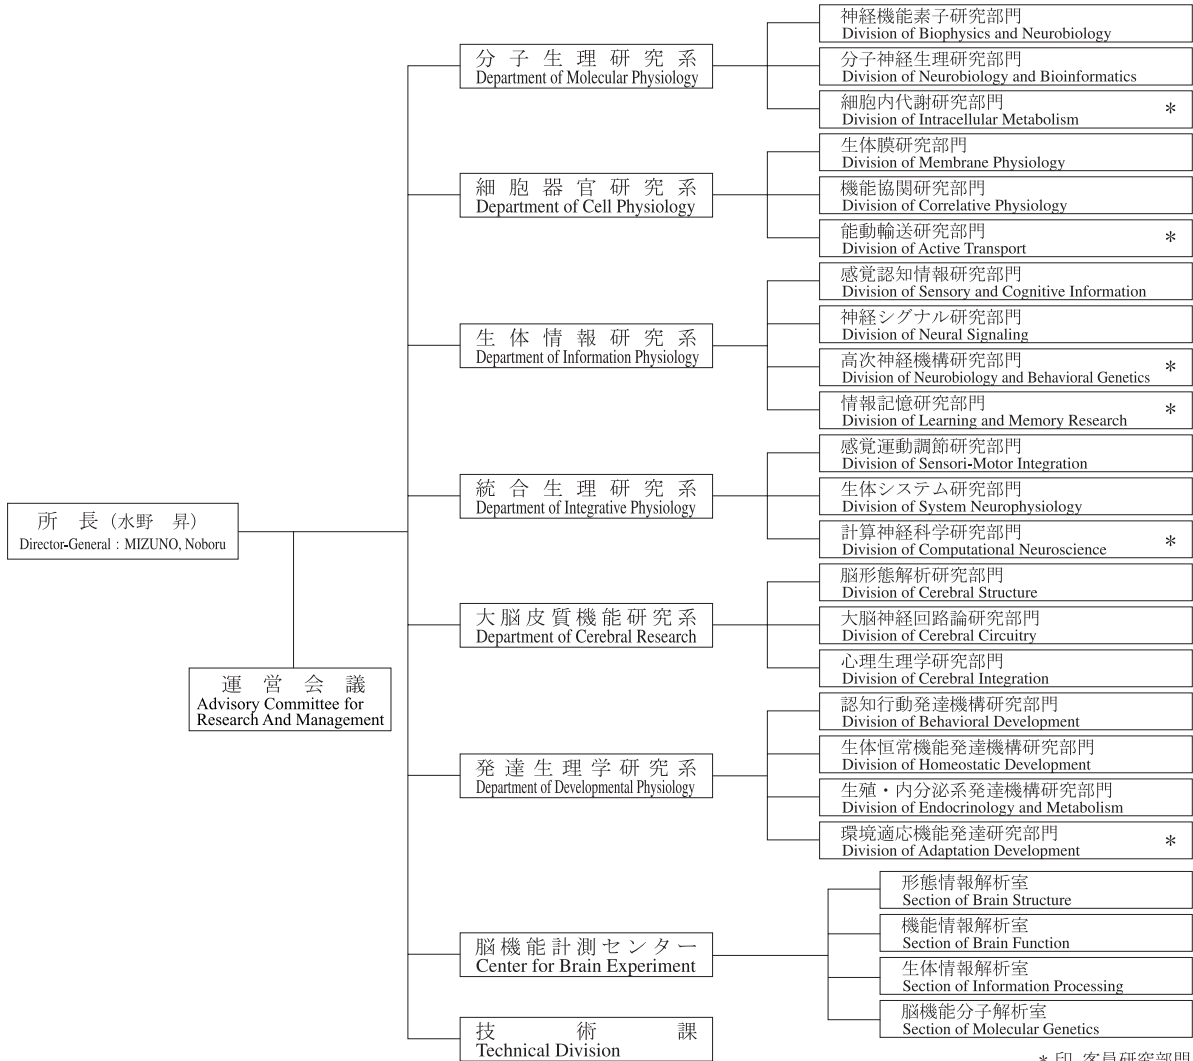 所 長 (水野 昇)
Director-General : MIZUNO, Noboru
運営会議
Advisory Committee for
Research And Management
分子生理研究系
Department of Molecular Physiology
神経機能素子研究部門
Division of Biophysics and Neurobiology
分子神経生理研究部門
Division of Neurobiology and Bioinformatics
細胞内代謝研究部門 *
Division of Intracellular Metabolism
細胞器官研究系
Department of Cell Physiology
生体膜研究部門
Division of Membrane Physiology
機能協関研究部門
Division of Correlative Physiology
能動輸送研究部門 *
Division of Active Transport
生体情報研究系
Department of Information Physiology
感覚認知情報研究部門
Division of Sensory and Cognitive Information
神経シグナル研究部門
Division of Neural Signaling
高次神経機構研究部門 *
Division of Neurobiology and Behavioral Genetics
情報記憶研究部門 *
Division of Learning and Memory Research
統合生理研究系
Department of Integrative Physiology
感覚運動調節研究部門
Division of Sensori-Motor Integration
生体システム研究部門
Division of System Neurophysiology
計算神経科学研究部門 *
Division of Computational Neuroscience
大脳皮質機能研究系
Department of Cerebral Research
脳形態解析研究部門
Division of Cerebral Structure
大脳神経回路論研究部門
Division of Cerebral Circuitry
心理生理学研究部門
Division of Cerebral Integration
発達生理学研究系
Department of Developmental Physiology
認知行動発達機構研究部門
Division of Behavioral Development
生体恒常機能発達機構研究部門
Division of Homeostatic Development
生殖・内分泌系発達機構研究部門
Division of Endocrinology and Metabolism
環境適応機能発達研究部門 *
Division of Adaptation Development
脳機能計測センター
Center for Brain Experiment
形態情報解析室
Section of Brain Structure
機能情報解析室
Section of Brain Function
生体情報解析室
Section of Information Processing
脳機能分子解析室
Section of Molecular Genetics
技術課
Technical Division
* 印 客員研究部門